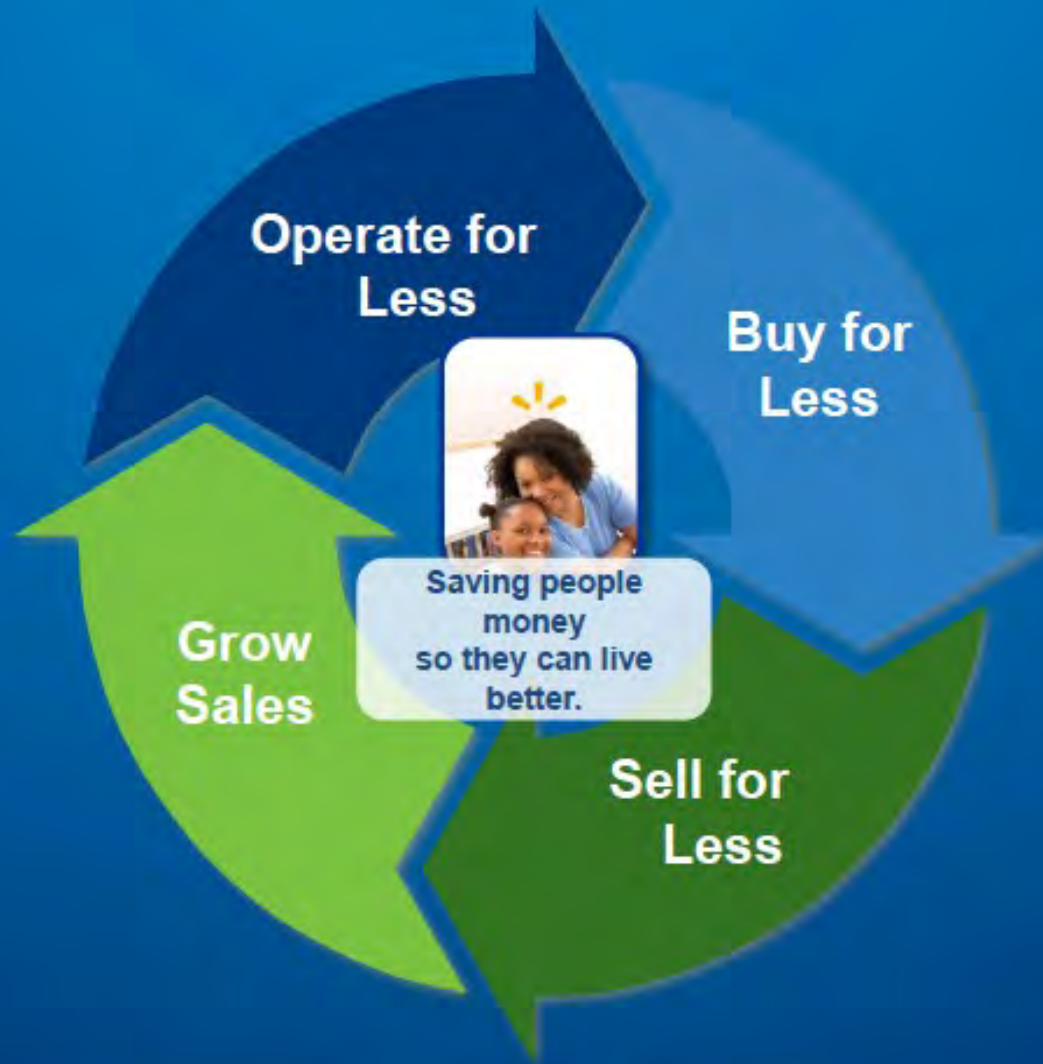 Operate for
Less
Buy for
Less
Sell for
Less
Grow
Sales
Saving people
money
so they can live
better.